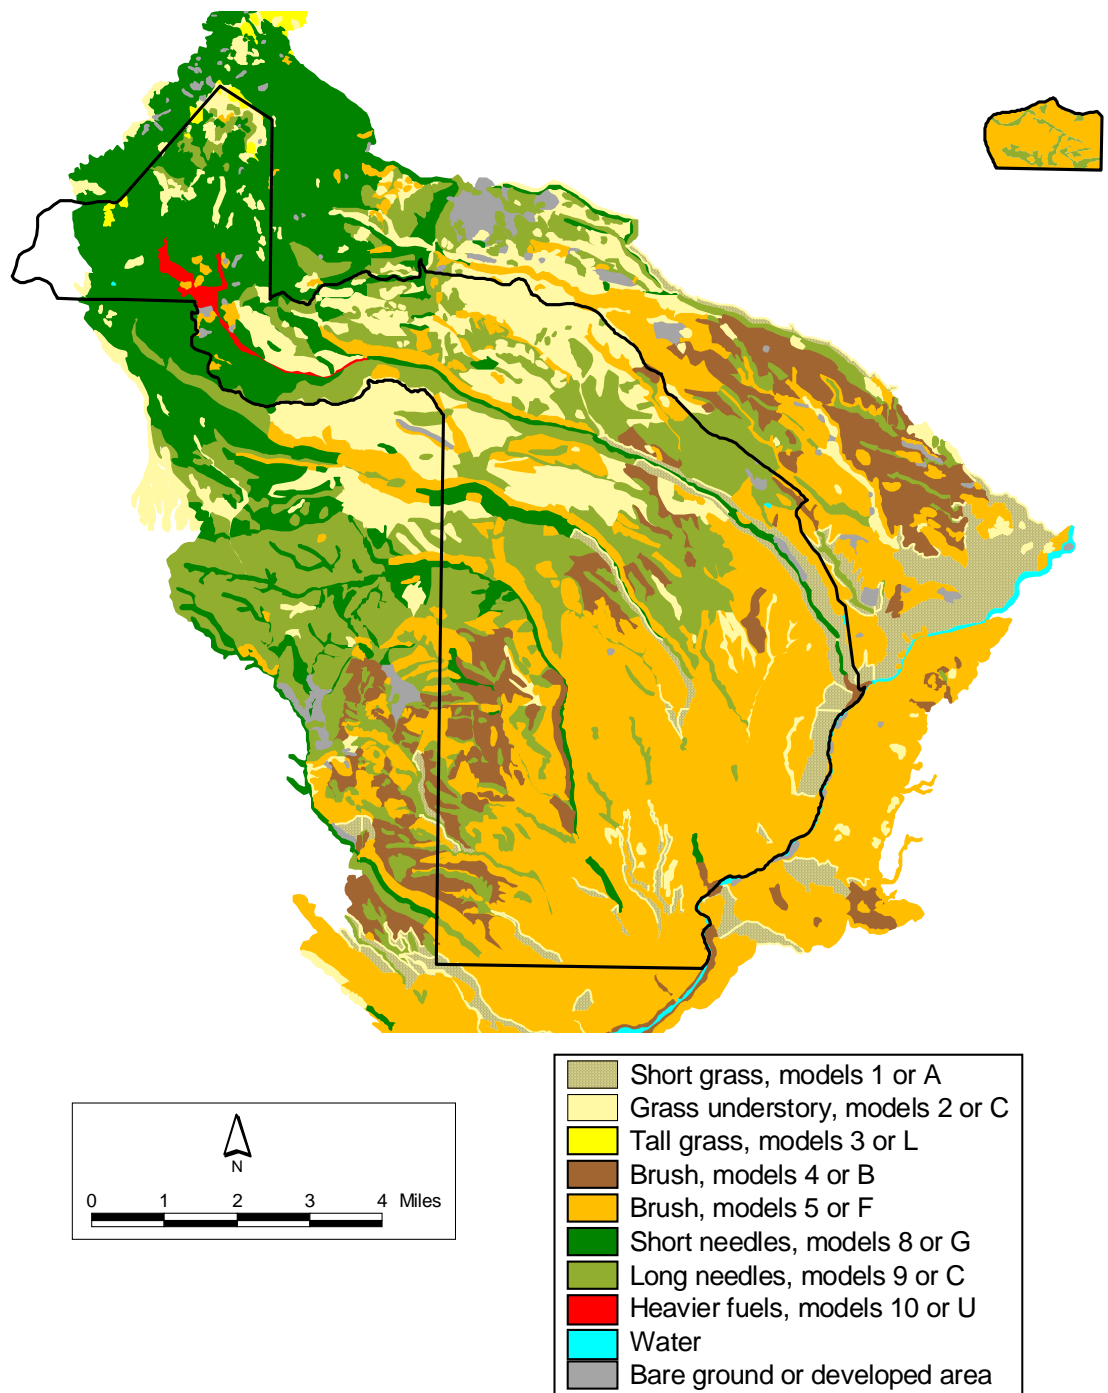 Short grass, models 1 or A
Grass understory, models 2 or C
Tall grass, models 3 or L
Brush, models 4 or B
Brush, models 5 or F
Short needles, models 8 or G
Long needles, models 9 or C
Heavier fuels, models 10 or U
Water
Bare ground or developed area
N
0 1 2 3 4 Miles